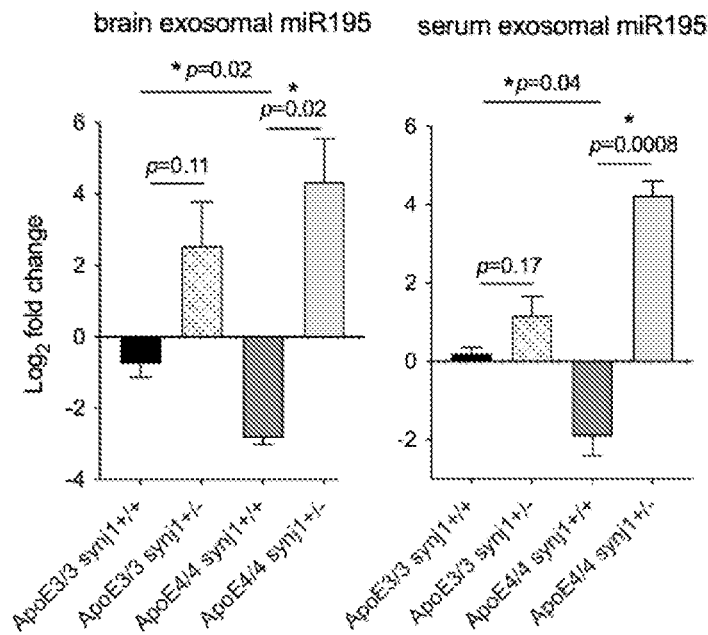 brain exosomal miR195
serum exosomal miR195
* p=0.02
*
p=0.02
p=0.11
6
4
2
0
-2
-4
Log2 fold change
ApoE3/3 synj1+/+
ApoE3/3 synj1+/-
ApoE4/4 synj1+/+
ApoE4/4 synj1+/-
*p=0.04
*
p=0.0008
p=0.17
6
4
2
0
-2
ApoE3/3 synj1+/+
ApoE3/3 synj1+/-
ApoE4/4 synj1+/+
ApoE4/4 synj1+/-